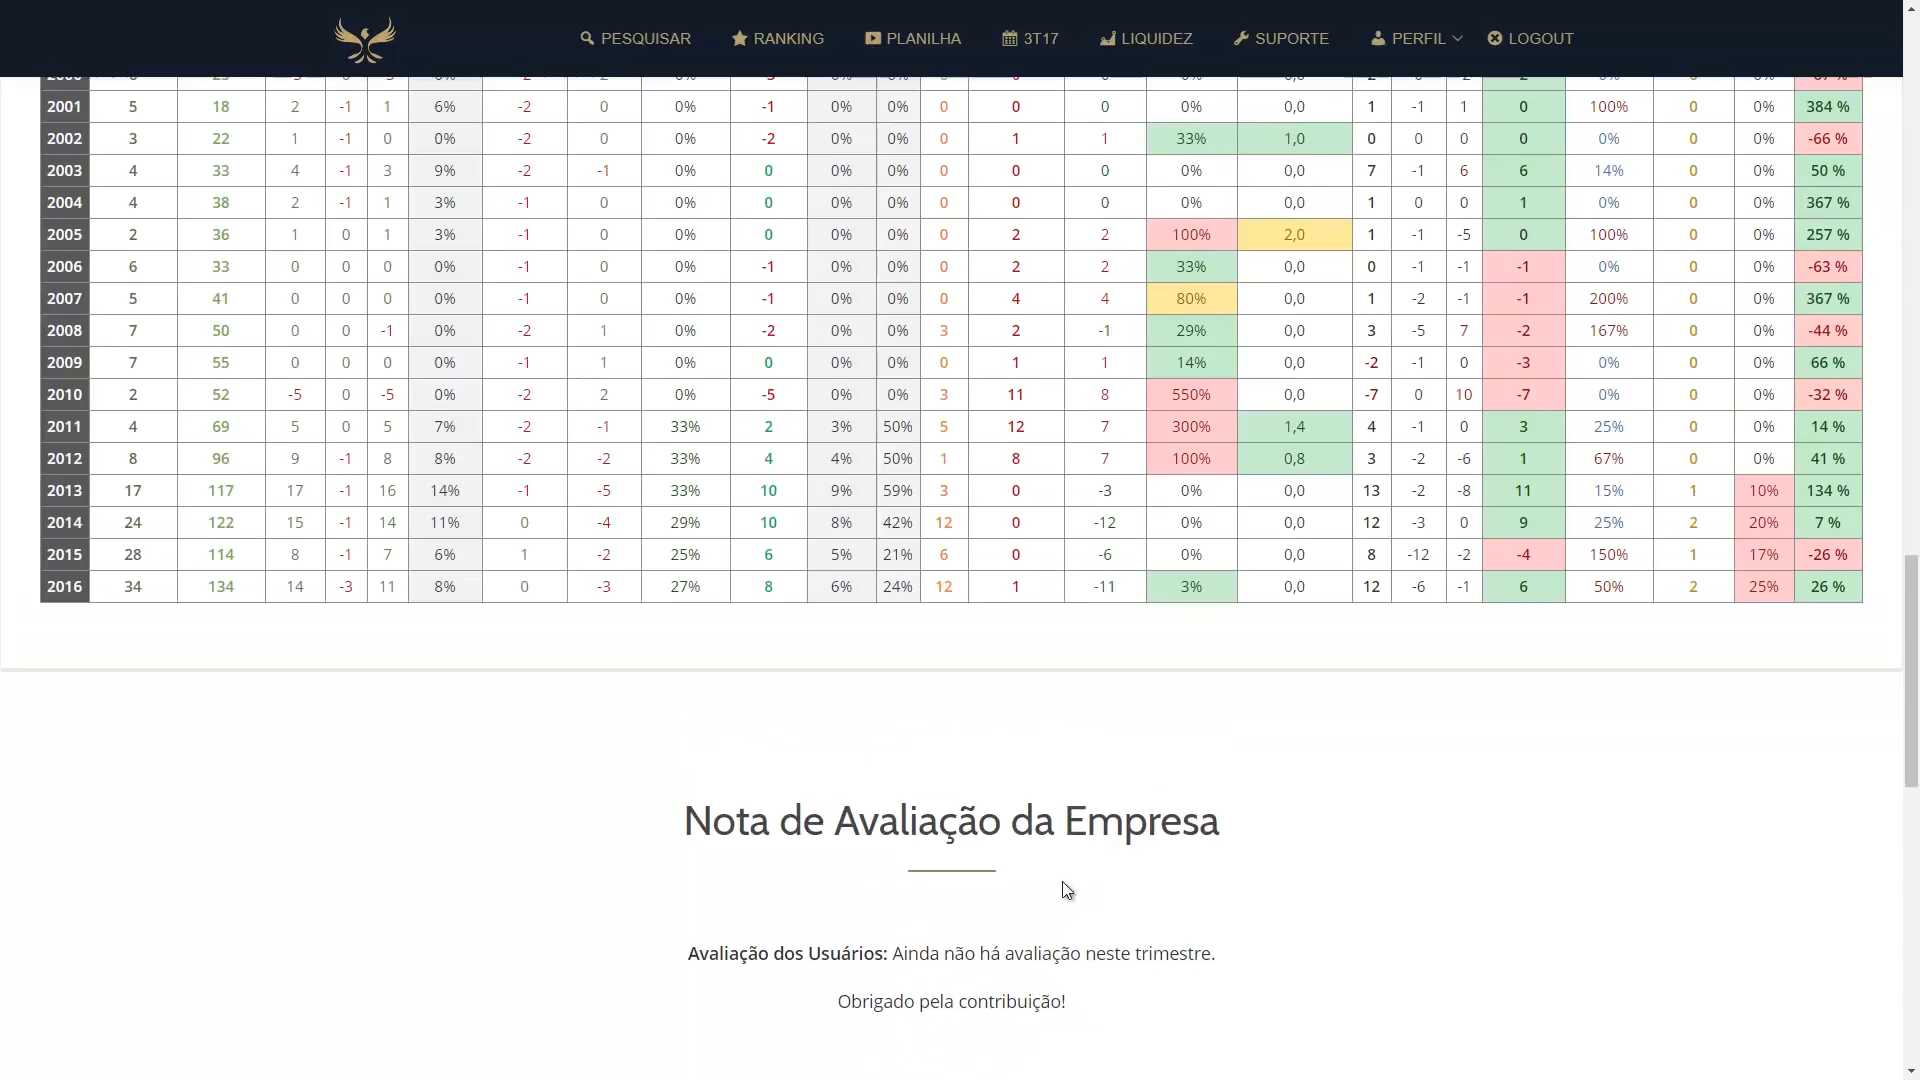 PESQUISAR RANKING PLANILHA 3T17 LIQUIDEZ SUPORTE PERFIL LOGOUT
2001 5 18 2 -1 1 6% -2 0 0% -1 0% 0% 0 0 0 0% 0,0 1 -1 1 0 100% 0 0% 384 %
2002 3 22 1 -1 0 0% -2 0 0% -2 0% 0% 0 1 1 33% 1,0 0 0 0 0 0% 0 0% -66 %
2003 4 33 4 -1 3 9% -2 -1 0% 0 0% 0% 0 0 0 0% 0,0 7 -1 6 6 14% 0 0% 50 %
2004 4 38 2 -1 1 3% -1 0 0% 0 0% 0% 0 0 0 0% 0,0 1 0 0 1 0% 0 0% 367 %
2005 2 36 1 0 1 3% -1 0 0% 0 0% 0% 0 2 2 100% 2,0 1 -1 -5 0 100% 0 0% 257 %
2006 6 33 0 0 0 0% -1 0 0% -1 0% 0% 0 2 2 33% 0,0 0 -1 -1 -1 0% 0 0% -63 %
2007 5 41 0 0 0 0% -1 0 0% -1 0% 0% 0 4 4 80% 0,0 1 -2 -1 -1 200% 0 0% 367 %
2008 7 50 0 0 -1 0% -2 1 0% -2 0% 0% 3 2 -1 29% 0,0 3 -5 7 -2 167% 0 0% -44 %
2009 7 55 0 0 0 0% -1 1 0% 0 0% 0% 0 1 1 14% 0,0 -2 -1 0 -3 0% 0 0% 66 %
2010 2 52 -5 0 -5 0% -2 2 0% -5 0% 0% 3 11 8 550% 0,0 -7 0 10 -7 0% 0 0% -32 %
2011 4 69 5 0 5 7% -2 -1 33% 2 3% 50% 5 12 7 300% 1,4 4 -1 0 3 25% 0 0% 14 %
2012 8 96 9 -1 8 8% -2 -2 33% 4 4% 50% 1 8 7 100% 0,8 3 -2 -6 1 67% 0 0% 41 %
2013 17 117 17 -1 16 14% -1 -5 33% 10 9% 59% 3 0 -3 0% 0,0 13 -2 -8 11 15% 1 10% 134 %
2014 24 122 15 -1 14 11% 0 -4 29% 10 8% 42% 12 0 -12 0% 0,0 12 -3 0 9 25% 2 20% 7 %
2015 28 114 8 -1 7 6% 1 -2 25% 6 5% 21% 6 0 -6 0% 0,0 8 -12 -2 -4 150% 1 17% -26 %
2016 34 134 14 -3 11 8% 0 -3 27% 8 6% 24% 12 1 -11 3% 0,0 12 -6 -1 6 50% 2 25% 26 %
Nota de Avaliação da Empresa
Avaliação dos Usuários: Ainda não há avaliação neste trimestre.
Obrigado pela contribuição!